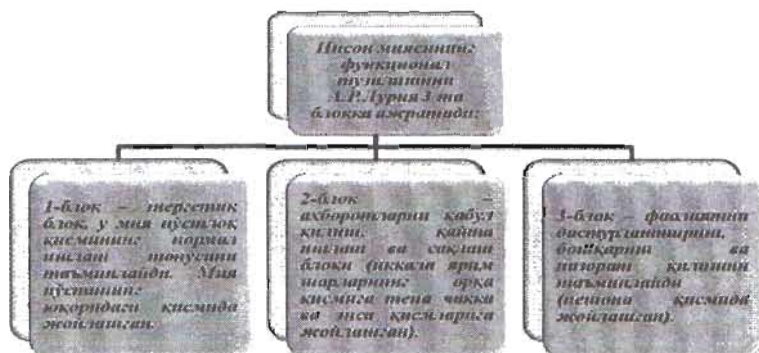 Инсон миясининг
функционал
тузилишини
А.Р.Лурия 3 та
блокка ажратади:
1-блок – энергетик
блок, у мия пўстлоқ
қисмининг нормал
ишлаш тонусини
таъминлайди. Мия
пўстининг
юқоридаги қисмида
жойлашган.
2-блок –
ахборотларни қабул
қилиш, қайта
ишлаш ва сақлаш
блоки (иккала ярим
шарларнинг орқа
қисмига тепа чакка
ва энса қисмларига
жойлашган).
3-блок – фаолиятни
дастурлаштириш,
бошқариш ва
назорат қилишни
таъминлайди
(пешона қисмида
жойлашган).